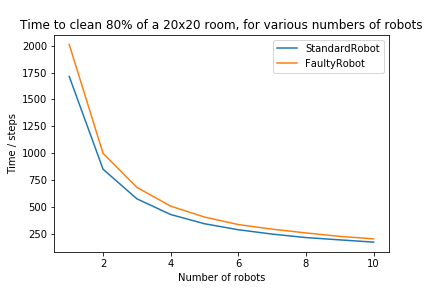 Time to clean 80% of a 20x20 room, for various numbers of robots
2000
1750
1500
1250
1000
750
500
250
Time / steps
StandardRobot
FaultyRobot
2
4
6
8
10
Number of robots